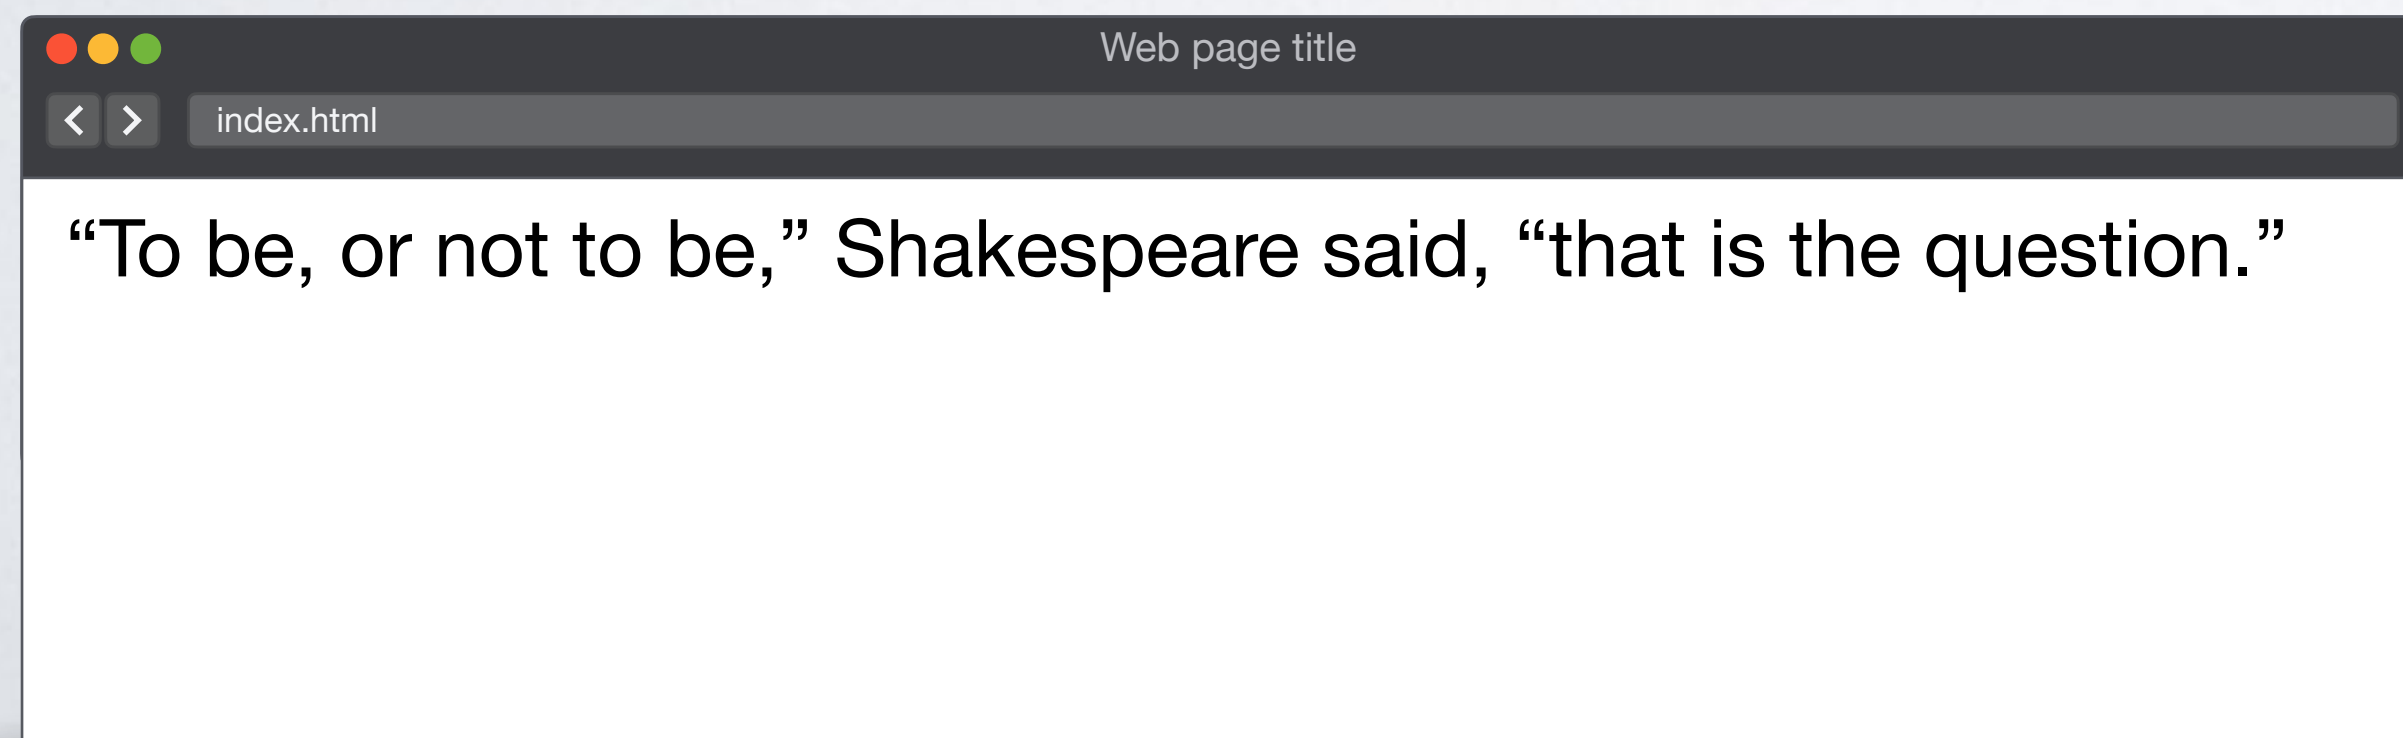 Web page title
index.html
“To be, or not to be,” Shakespeare said, “that is the question.”